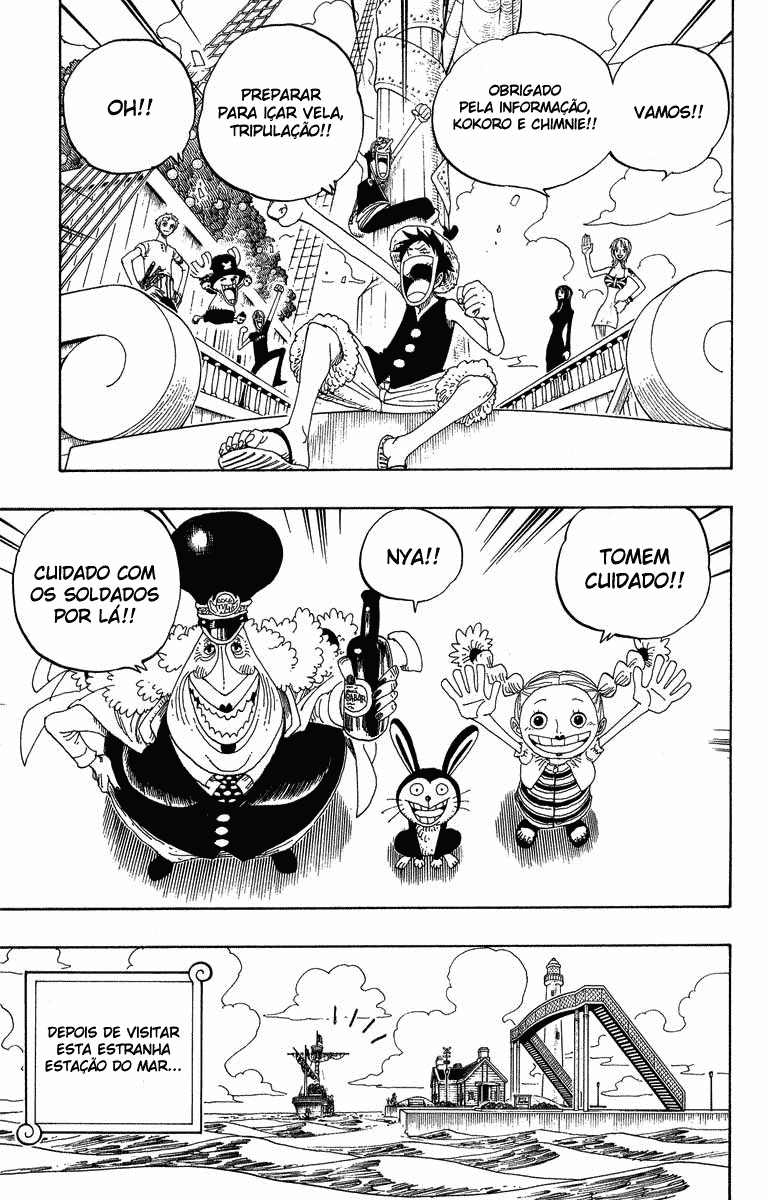 VAMOS!!
OBRIGADO
PELA INFORMAÇÃO,
KOKORO E CHIMNIE!!
PREPARAR
PARA IÇAR VELA,
TRIPULAÇÃO!!
OH!!
TOMEM
CUIDADO!!
NYA!!
CUIDADO COM
OS SOLDADOS
POR LÁ!!
DEPOIS DE VISITAR
ESTA ESTRANHA
ESTAÇÃO DO MAR...